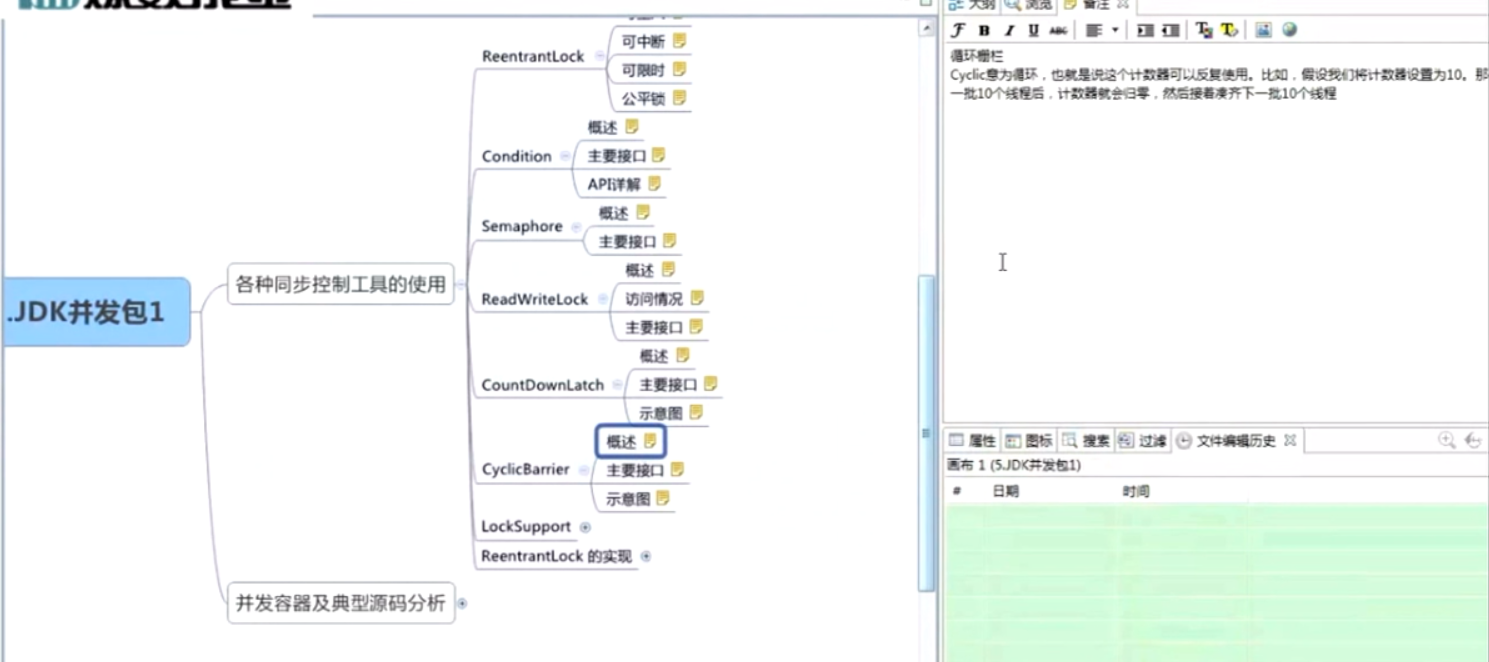 大纲 浏览 备注
ReentrantLock
可中断
可限时
公平锁
Condition
概述
主要接口
API详解
Semaphore
概述
主要接口
ReadWriteLock
概述
访问情况
主要接口
CountDownLatch
概述
主要接口
示意图
CyclicBarrier
概述
主要接口
示意图
LockSupport
ReentrantLock 的实现
各种同步控制工具的使用
.JDK并发包1
并发容器及典型源码分析
循环栅栏
Cyclic意为循环，也就是说这个计数器可以反复使用。比如，假设我们将计数器设置为10。那
一批10个线程后，计数器就会归零，然后接着凑齐下一批10个线程
属性 图标 搜索 过滤 文件编辑历史
画布 1 (5.JDK并发包1)
# 日期 时间